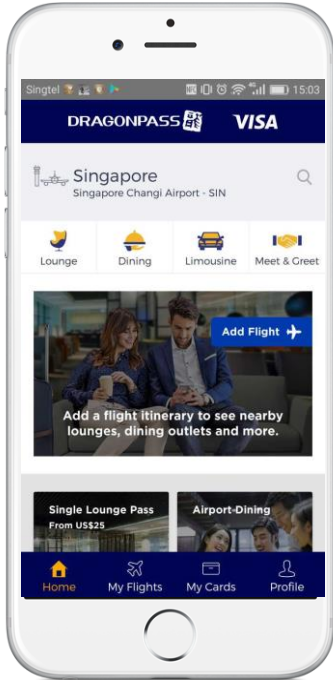 Singtel
15:03
DRAGONPASS 龍 VISA
Singapore
Singapore Changi Airport - SIN
Lounge Dining Limousine Meet & Greet
Add Flight
Add a flight itinerary to see nearby
lounges, dining outlets and more.
Single Lounge Pass Airport-Dining
From US$25
Home My Flights My Cards Profile